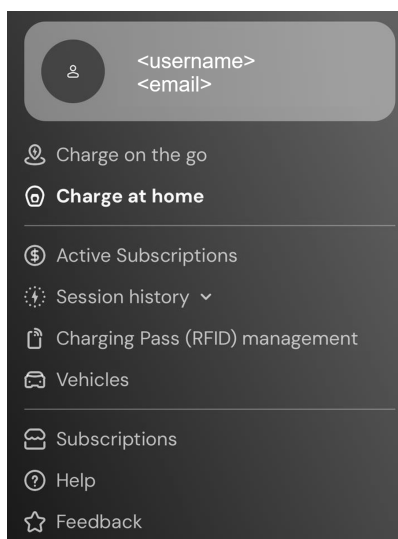 <username>
<email>
Charge on the go
Charge at home
Active Subscriptions
Session history
Charging Pass (RFID) management
Vehicles
Subscriptions
Help
Feedback